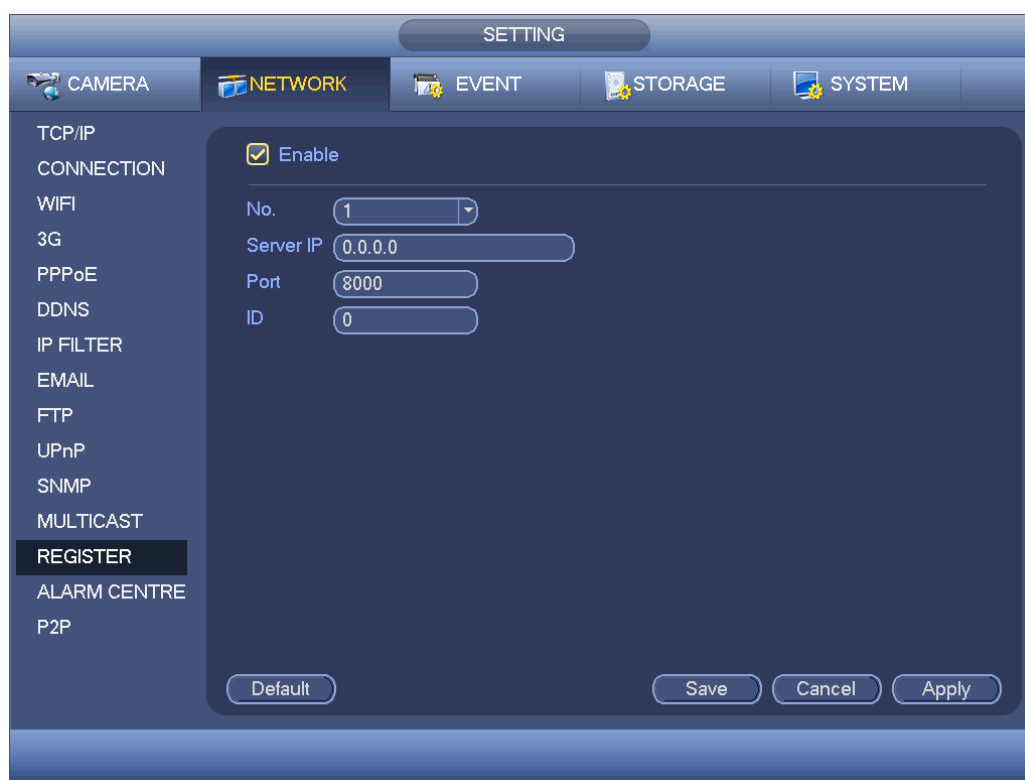 SETTING
CAMERA NETWORK EVENT STORAGE SYSTEM
TCP/IP
CONNECTION
WIFI
3G
PPPoE
DDNS
IP FILTER
EMAIL
FTP
UPnP
SNMP
MULTICAST
REGISTER
ALARM CENTRE
P2P
Enable
No. 1
Server IP 0.0.0.0
Port 8000
ID 0
Default Save Cancel Apply